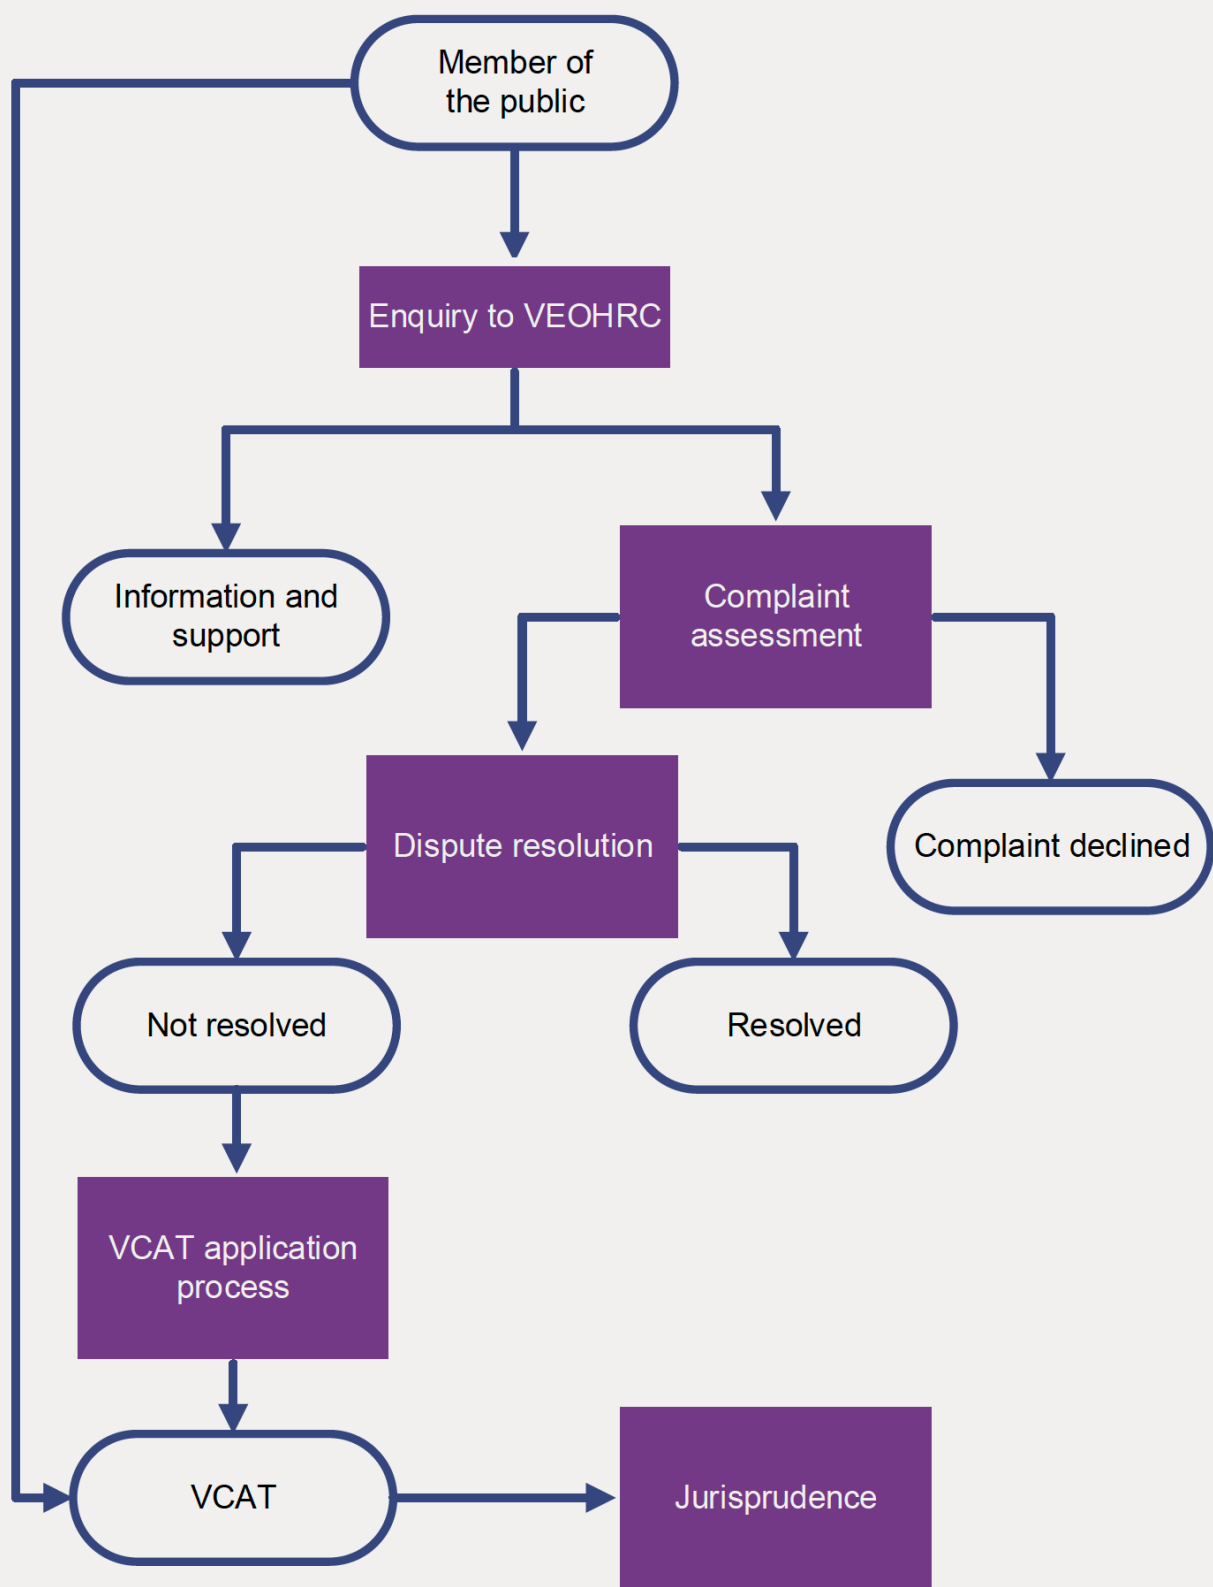 Member of
the public
Enquiry to VEOHRC
Information and
support
Complaint
assessment
Dispute resolution
Complaint declined
Not resolved
Resolved
VCAT application
process
VCAT
Jurisprudence